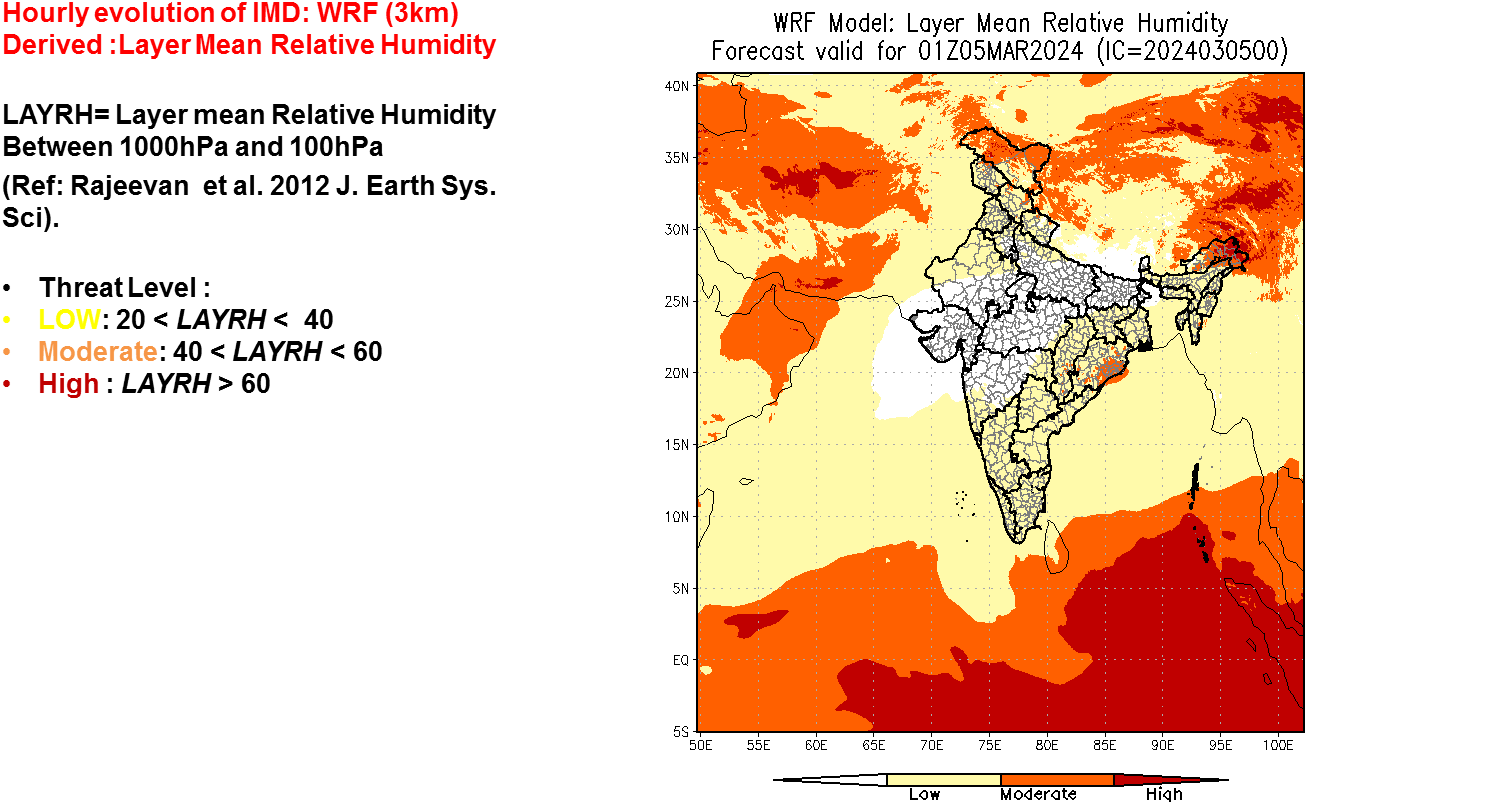 Hourly evolution of IMD: WRF (3km)
Derived :Layer Mean Relative Humidity
LAYRH= Layer mean Relative Humidity
Between 1000hPa and 100hPa
(Ref: Rajeevan et al. 2012 J. Earth Sys.
Sci).
• Threat Level :
• LOW: 20 < LAYRH < 40
• Moderate: 40 < LAYRH < 60
• High : LAYRH > 60
WRF Model: Layer Mean Relative Humidity
Forecast valid for 01Z05MAR2024 (IC=2024030500)
40N
35N
30N
25N
20N
15N
10N
5N
EQ
5S
50E 55E 60E 65E 70E 75E 80E 85E 90E 95E 100E
Low Moderate High